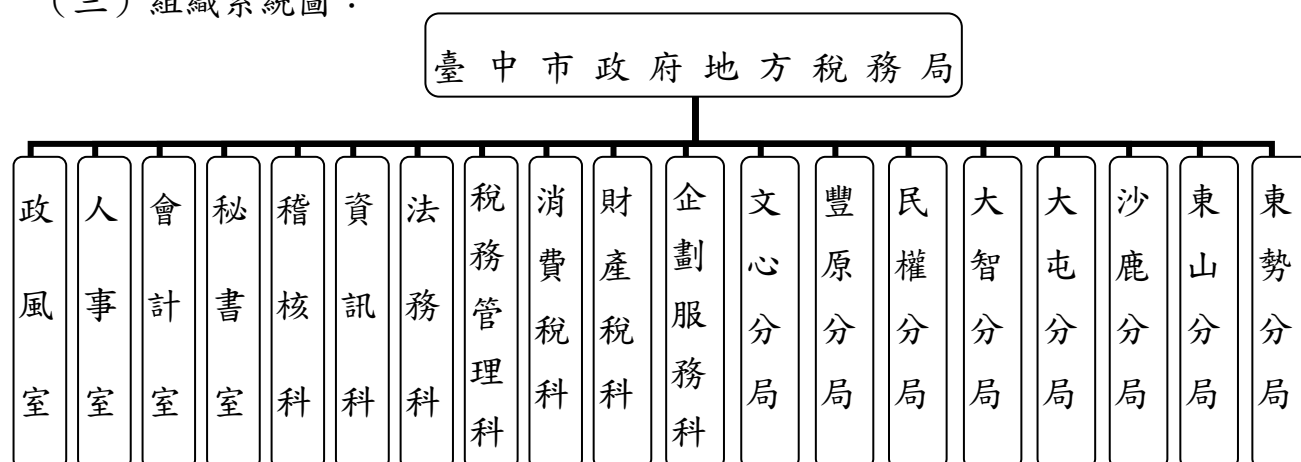 (三)組織系統圖：
臺中市政府地方稅務局
政風室
人事室
會計室
秘書室
稽核科
資訊科
法務科
稅務管理科
消費稅科
財產稅科
企劃服務科
文心分局
豐原分局
民權分局
大智分局
大屯分局
沙鹿分局
東山分局
東勢分局